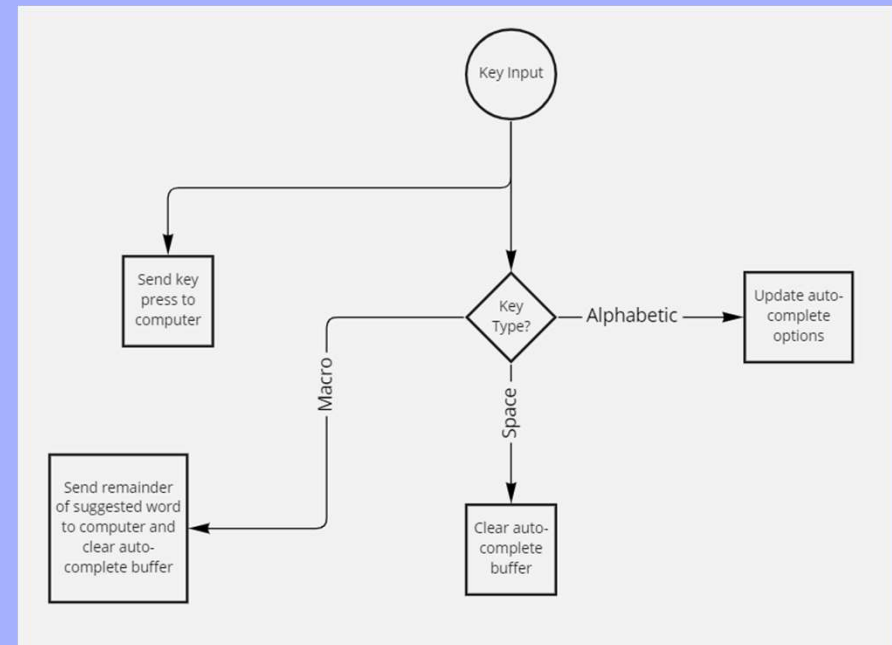 Key Input
Send key
press to
computer
Key
Type?
Alphabetic
Update auto-
complete
options
Macro
Space
Send remainder
of suggested word
to computer and
clear auto-
complete buffer
Clear auto-
complete
buffer